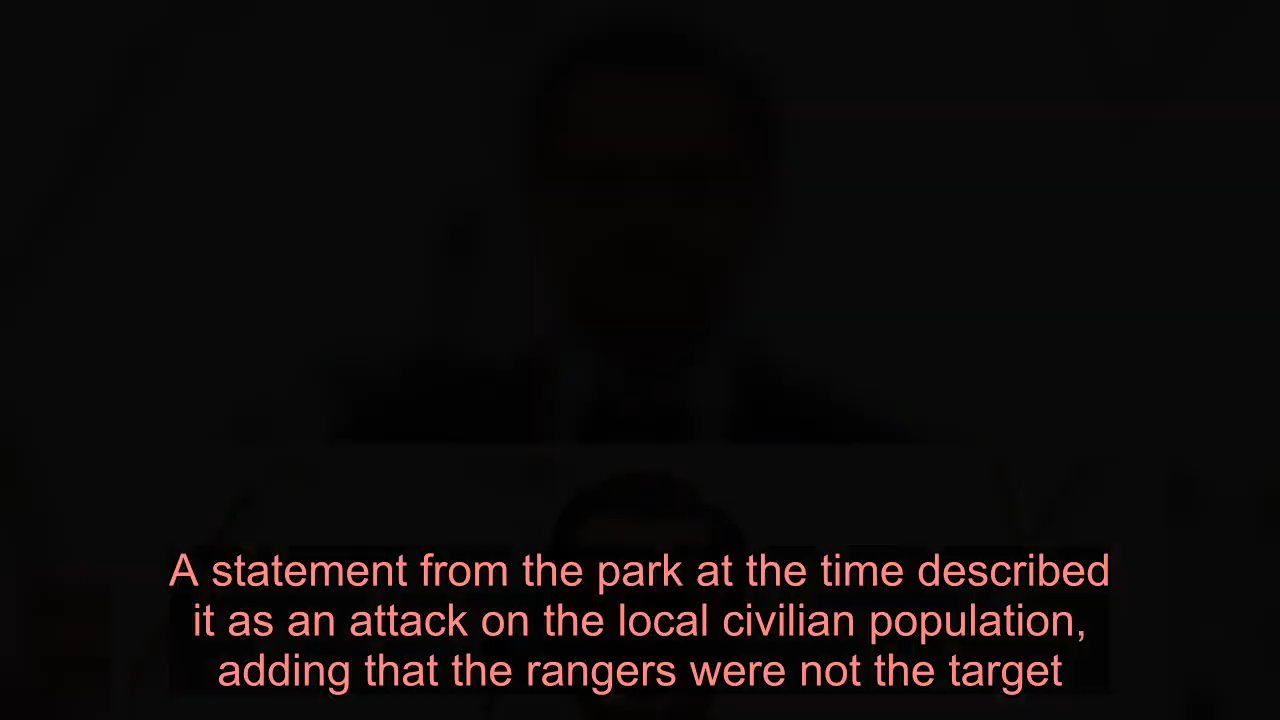 A statement from the park at the time described
it as an attack on the local civilian population,
adding that the rangers were not the target